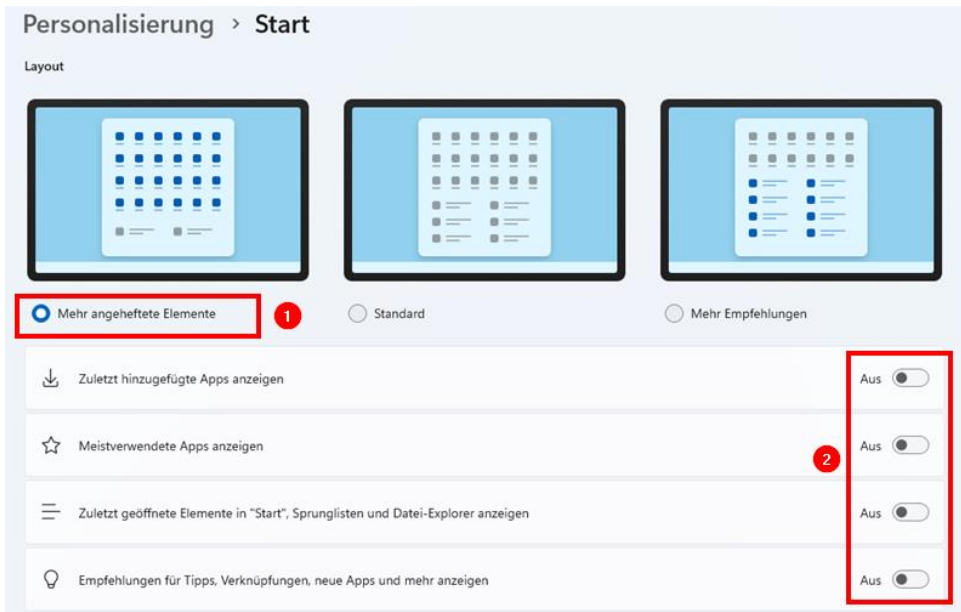 Personalisierung > Start
Layout
Mehr angeheftete Elemente
1
Standard
Mehr Empfehlungen
Zuletzt hinzugefügte Apps anzeigen
Aus
Meistverwendete Apps anzeigen
Aus
2
Zuletzt geöffnete Elemente in "Start", Sprunglisten und Datei-Explorer anzeigen
Aus
Empfehlungen für Tipps, Verknüpfungen, neue Apps und mehr anzeigen
Aus